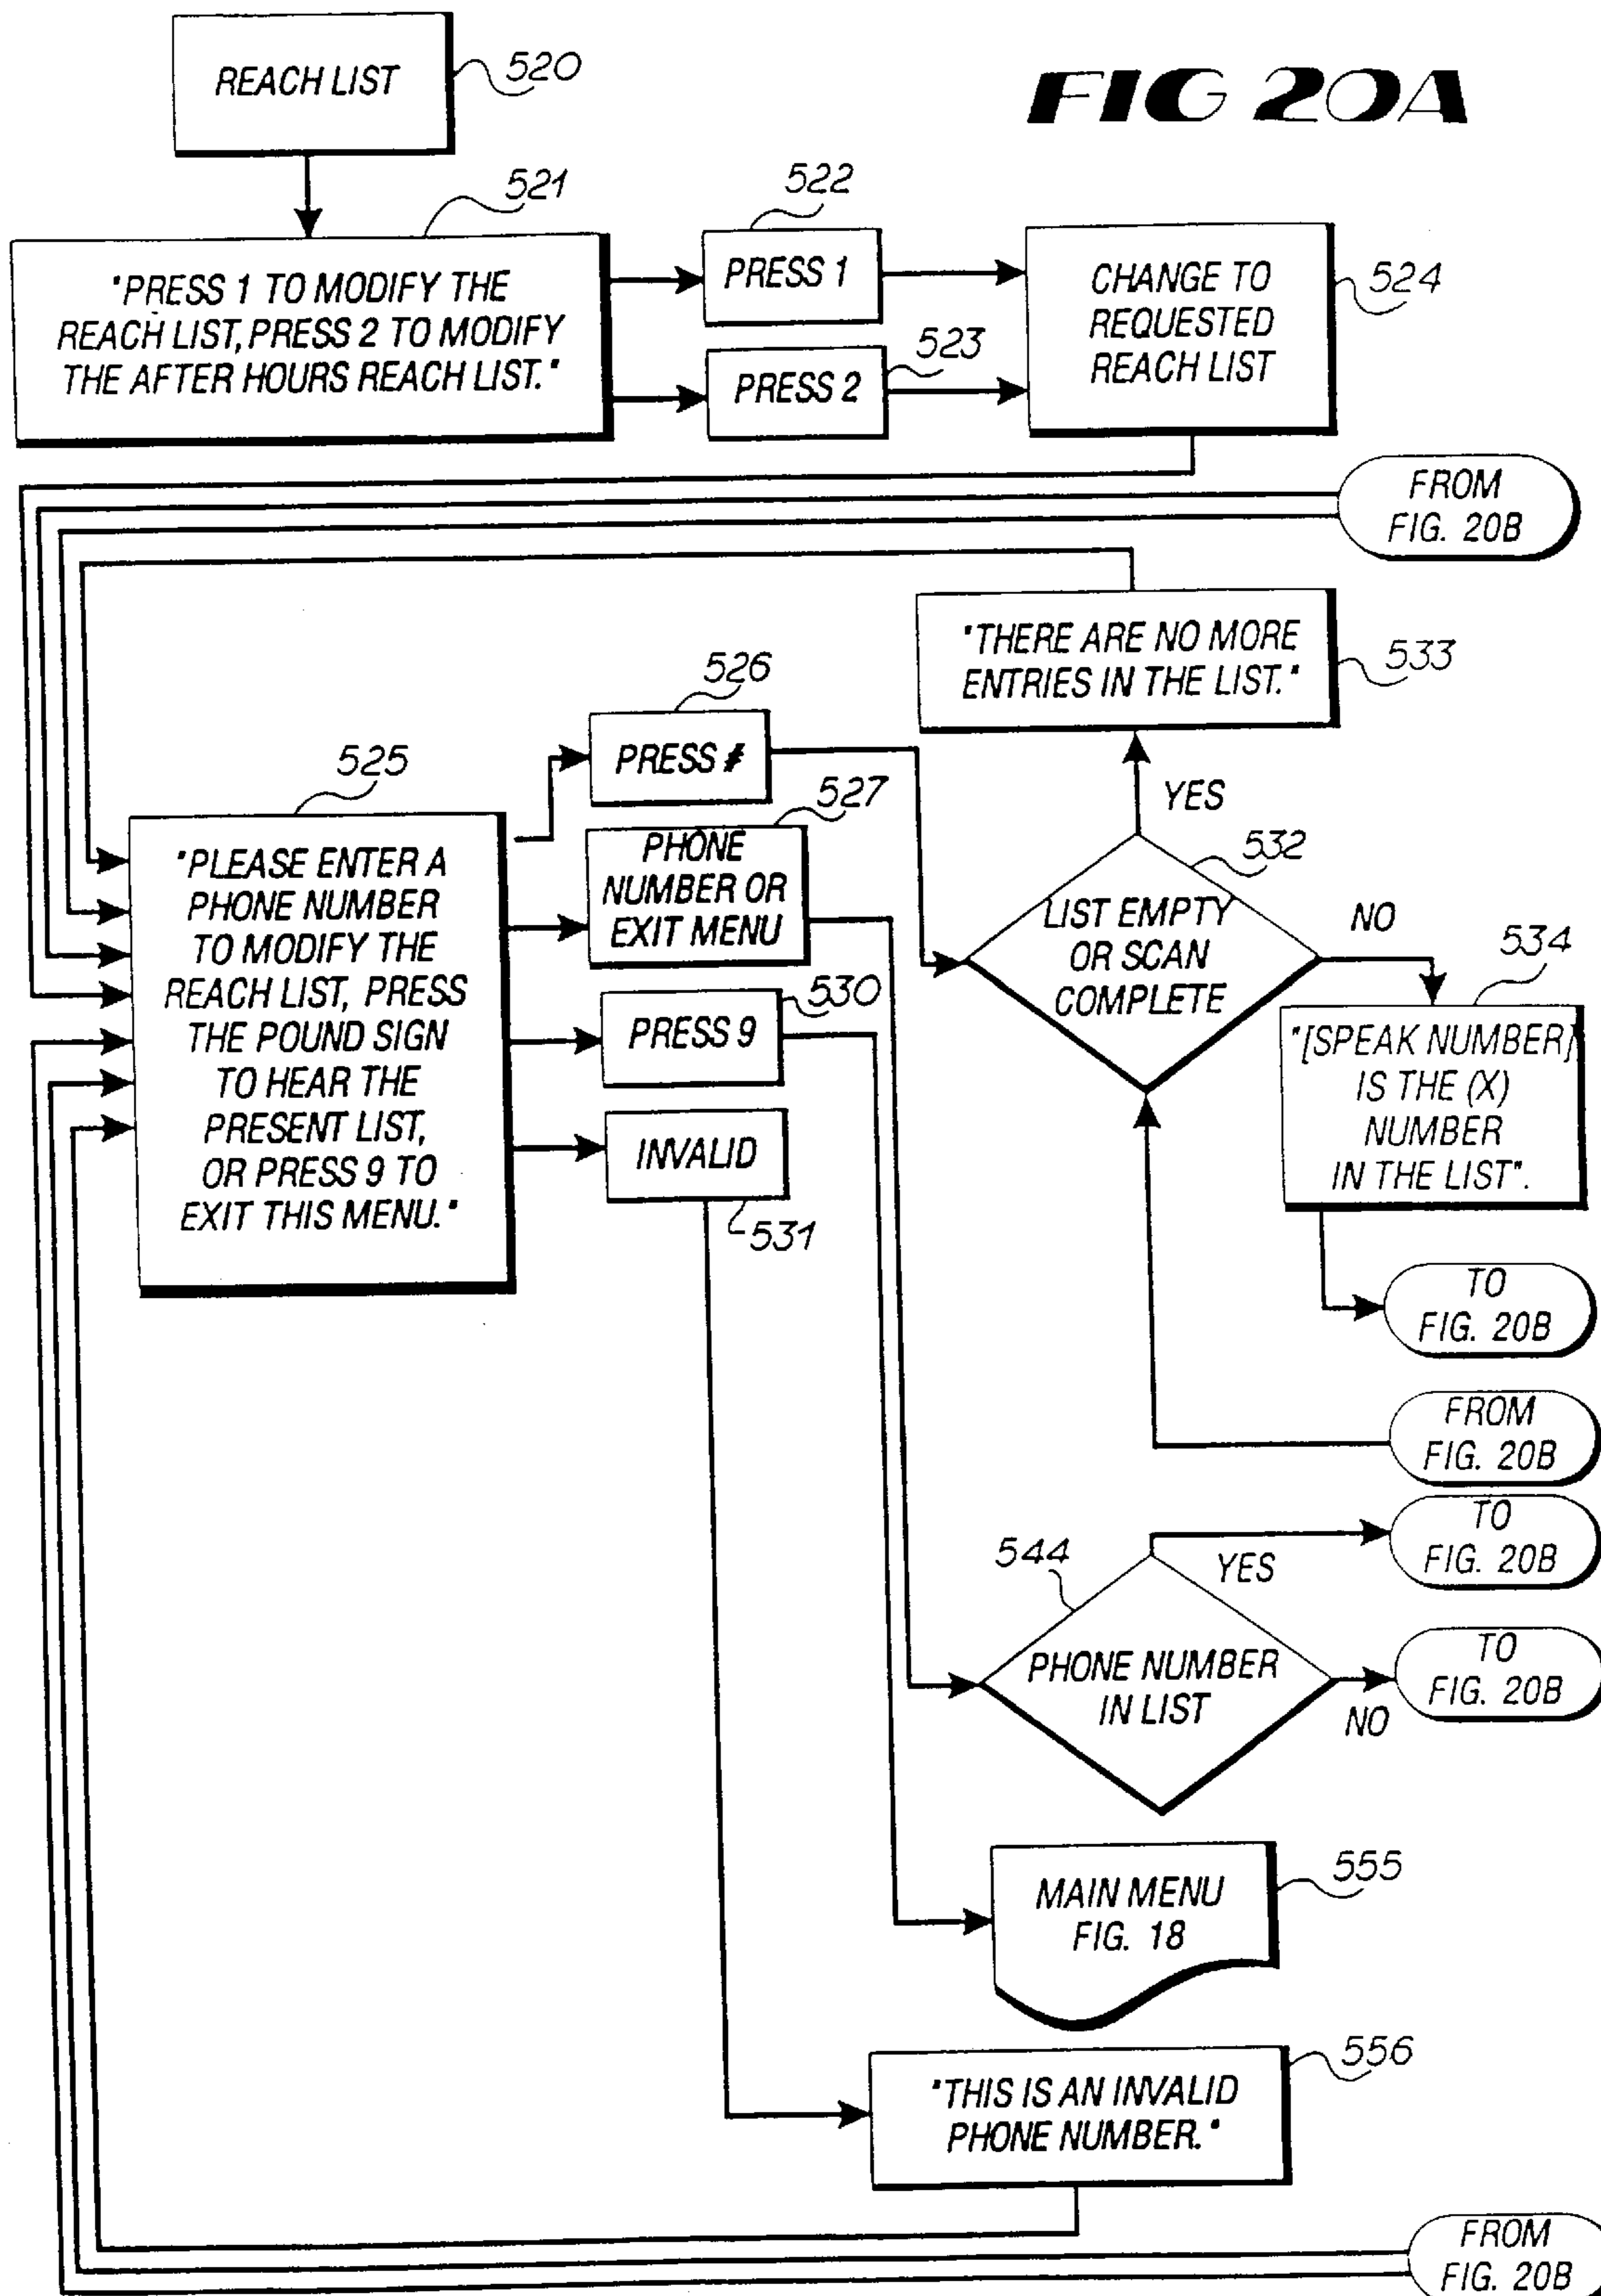 FIG 20A
REACH LIST
520
521
"PRESS 1 TO MODIFY THE
REACH LIST, PRESS 2 TO MODIFY
THE AFTER HOURS REACH LIST."
522
PRESS 1
523
PRESS 2
CHANGE TO
REQUESTED
REACH LIST
524
FROM
FIG. 20B
"THERE ARE NO MORE
ENTRIES IN THE LIST."
533
526
PRESS #
525
"PLEASE ENTER A
PHONE NUMBER
TO MODIFY THE
REACH LIST, PRESS
THE POUND SIGN
TO HEAR THE
PRESENT LIST,
OR PRESS 9 TO
EXIT THIS MENU."
527
PHONE
NUMBER OR
EXIT MENU
530
PRESS 9
INVALID
531
YES
532
LIST EMPTY
OR SCAN
COMPLETE
NO
534
"[SPEAK NUMBER]
IS THE (X)
NUMBER
IN THE LIST".
TO
FIG. 20B
FROM
FIG. 20B
TO
FIG. 20B
544
YES
PHONE NUMBER
IN LIST
TO
FIG. 20B
NO
MAIN MENU
FIG. 18
555
556
"THIS IS AN INVALID
PHONE NUMBER."
FROM
FIG. 20B